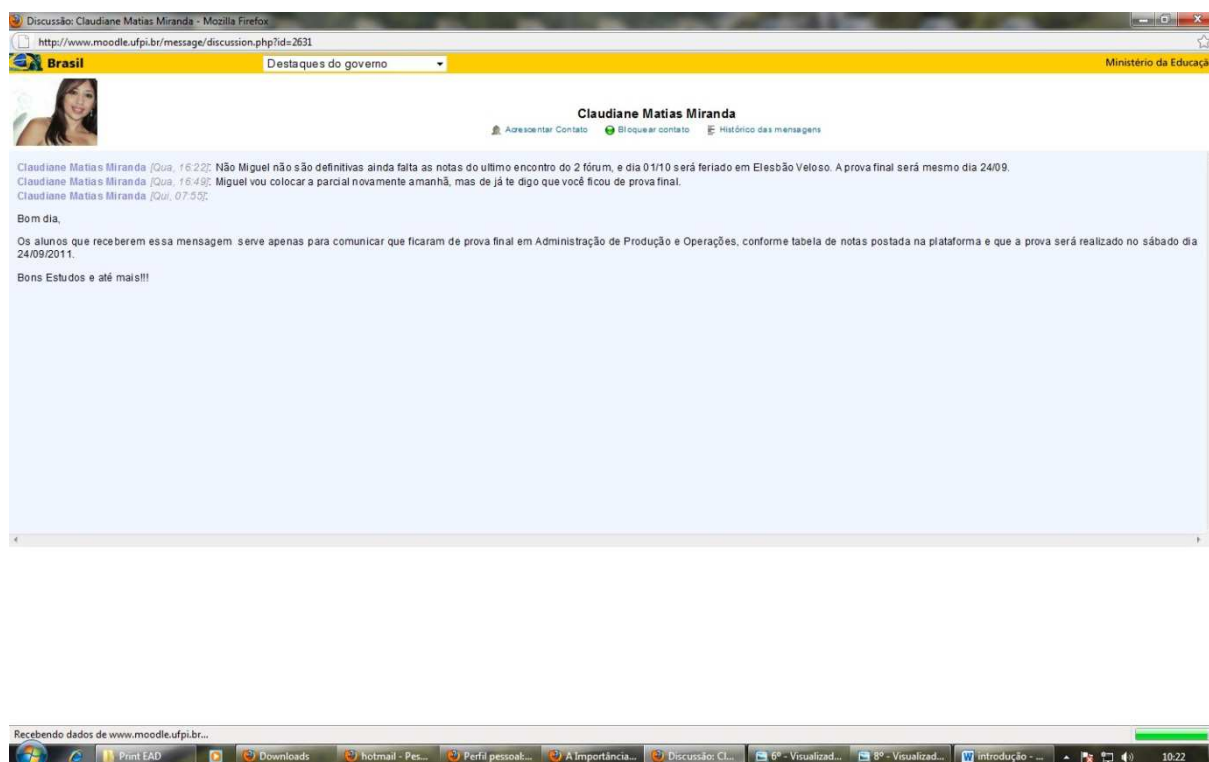 Discussão: Claudiane Matias Miranda - Mozilla Firefox
http://www.moodle.ufpi.br/message/discussion.php?id=2631
Brasil
Destaques do governo
Ministério da Educaçã
Claudiane Matias Miranda
Acrescentar Contato Bloquear contato Histórico das mensagens
Claudiane Matias Miranda [Qua, 16:22]: Não Miguel não são definitivas ainda falta as notas do ultimo encontro do 2 fórum, e dia 01/10 será feriado em Elesbão Veloso. A prova final será mesmo dia 24/09.
Claudiane Matias Miranda [Qua, 16:49]: Miguel vou colocar a parcial novamente amanhã, mas de já te digo que você ficou de prova final.
Claudiane Matias Miranda [Qui, 07:55]:
Bom dia,
Os alunos que receberem essa mensagem serve apenas para comunicar que ficaram de prova final em Administração de Produção e Operações, conforme tabela de notas postada na plataforma e que a prova será realizado no sábado dia
24/09/2011.
Bons Estudos e até mais!!!
Recebendo dados de www.moodle.ufpi.br...
Print EAD Downloads hotmail - Pes... Perfil pessoal:... A Importância... Discussão: Cl... 6º - Visualizad... 8º - Visualizad... introdução - ... 10:22